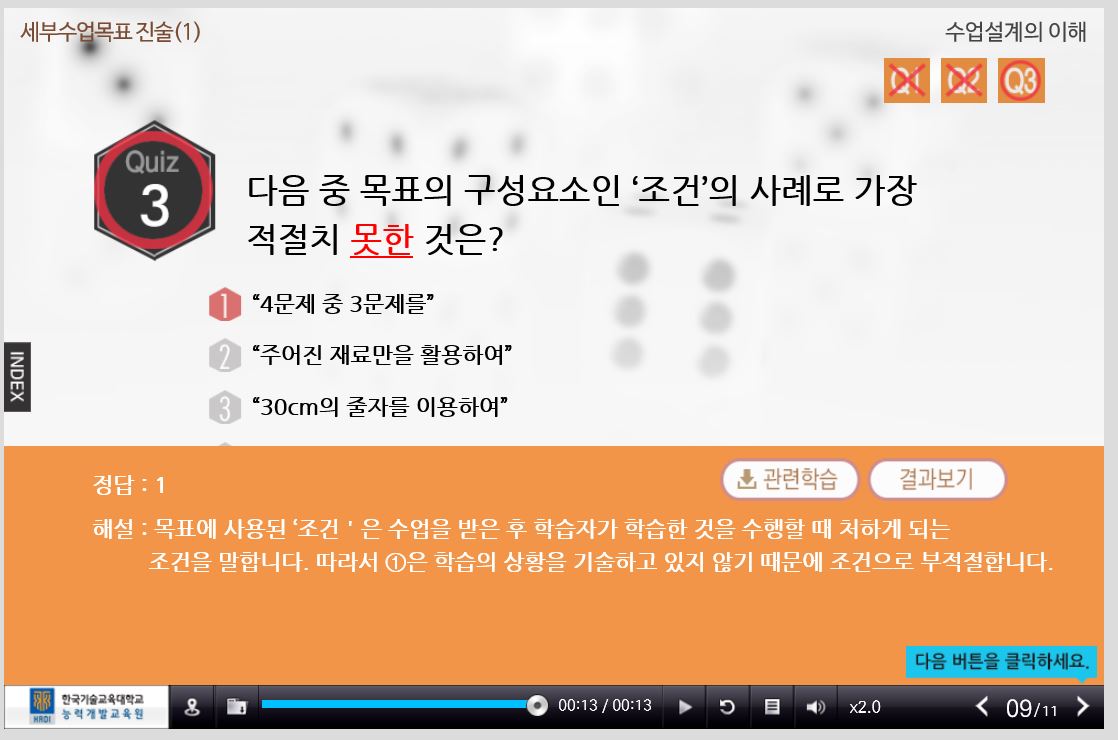 세부수업목표 진술(1)
수업설계의 이해
Q1 Q2 Q3
Quiz
3
다음 중 목표의 구성요소인 ‘조건’의 사례로 가장
적절치 못한 것은?
1 “4문제 중 3문제를”
2 “주어진 재료만을 활용하여”
3 “30cm의 줄자를 이용하여”
INDEX
정답 : 1
관련학습
결과보기
해설 : 목표에 사용된 ‘조건 ' 은 수업을 받은 후 학습자가 학습한 것을 수행할 때 처하게 되는
조건을 말합니다. 따라서 ①은 학습의 상황을 기술하고 있지 않기 때문에 조건으로 부적절합니다.
다음 버튼을 클릭하세요.
HRDI
한국기술교육대학교
능력개발교육원
00:13 / 00:13
x2.0
09/11